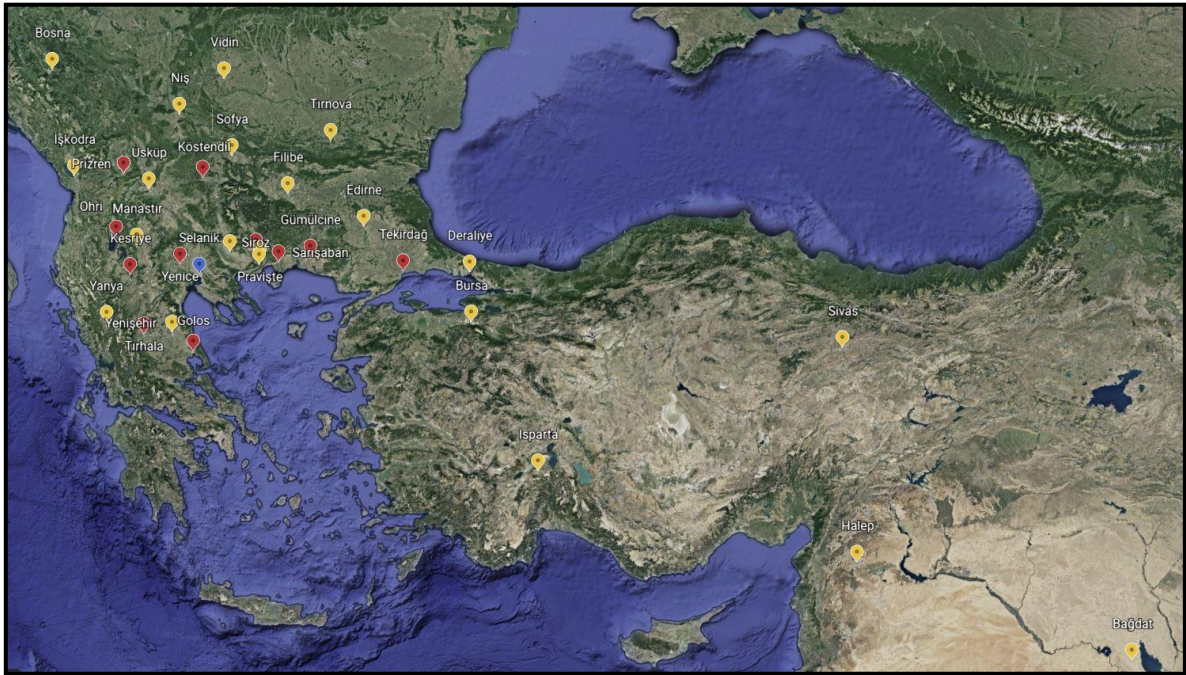 Bosna
Vidin
Niş
Tırnova
Sofya
İşkodra
Üsküp
Köstendil
Prizren
Filibe
Edirne
Ohri
Manastır
Gümülcine
Kesriye
Selanik
Siroz
Sarışaban
Tekirdağ
Deraliye
Yenice
Pravişte
Yanya
Bursa
Sivas
Yenişehir
Golos
Tırhala
Isparta
Halep
Bağdat